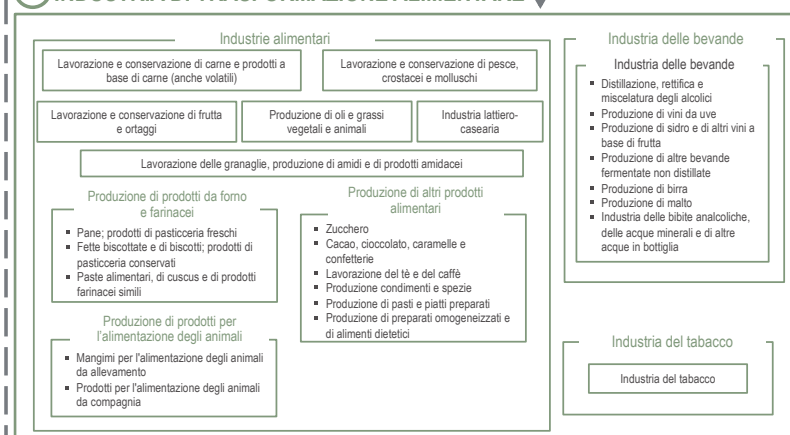 INDUSTRIA DI TRASFORMAZIONE ALIMENTARE
Industrie alimentari
Lavorazione e conservazione di carne e prodotti a
base di carne (anche volatili)
Lavorazione e conservazione di pesce,
crostacei e molluschi
Lavorazione e conservazione di frutta
e ortaggi
Produzione di oli e grassi
vegetali e animali
Industria lattiero-
casearia
Lavorazione delle granaglie, produzione di amidi e di prodotti amidacei
Produzione di prodotti da forno
e farinacei
▪ Pane; prodotti di pasticceria freschi
▪ Fette biscottate e di biscotti; prodotti di
pasticceria conservati
▪ Paste alimentari, di cuscus e di prodotti
farinacei simili
Produzione di prodotti per
l'alimentazione degli animali
▪ Mangimi per l'alimentazione degli animali
da allevamento
▪ Prodotti per l'alimentazione degli animali
da compagnia
Produzione di altri prodotti
alimentari
▪ Zucchero
▪ Cacao, cioccolato, caramelle e
confetterie
▪ Lavorazione del tè e del caffè
▪ Produzione condimenti e spezie
▪ Produzione di pasti e piatti preparati
▪ Produzione di preparati omogeneizzati e
di alimenti dietetici
Industria delle bevande
Industria delle bevande
▪ Distillazione, rettifica e
miscelatura degli alcolici
▪ Produzione di vini da uve
▪ Produzione di sidro e di altri vini a
base di frutta
▪ Produzione di altre bevande
fermentate non distillate
▪ Produzione di birra
▪ Produzione di malto
▪ Industria delle bibite analcoliche,
delle acque minerali e di altre
acque in bottiglia
Industria del tabacco
Industria del tabacco